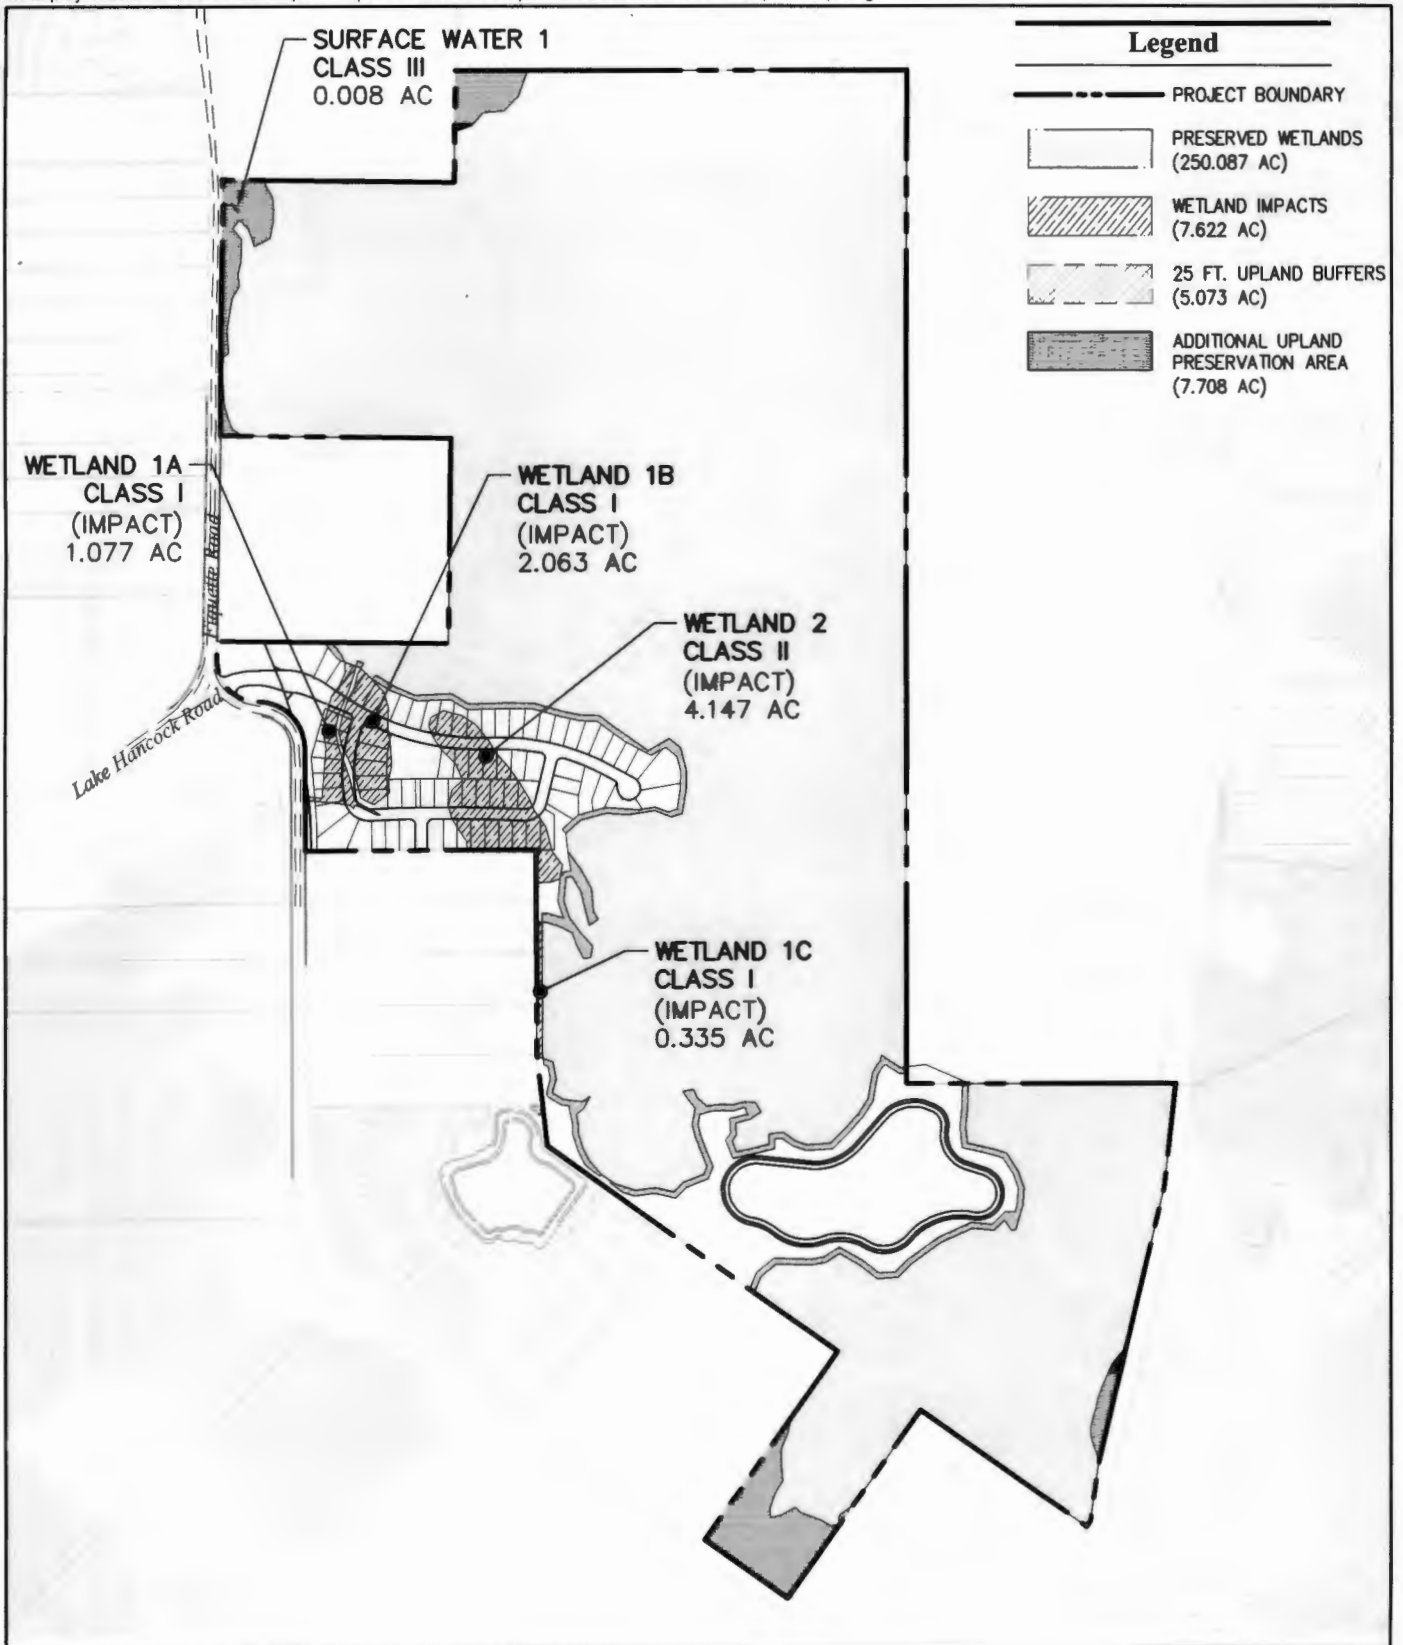 SURFACE WATER 1
CLASS III
0.008 AC
Legend
PROJECT BOUNDARY
PRESERVED WETLANDS
(250.087 AC)
WETLAND IMPACTS
(7.622 AC)
25 FT. UPLAND BUFFERS
(5.073 AC)
ADDITIONAL UPLAND
PRESERVATION AREA
(7.708 AC)
WETLAND 1A
CLASS I
(IMPACT)
1.077 AC
WETLAND 1B
CLASS I
(IMPACT)
2.063 AC
Fiquette Road
WETLAND 2
CLASS II
(IMPACT)
4.147 AC
Lake Hancock Road
WETLAND 1C
CLASS I
(IMPACT)
0.335 AC